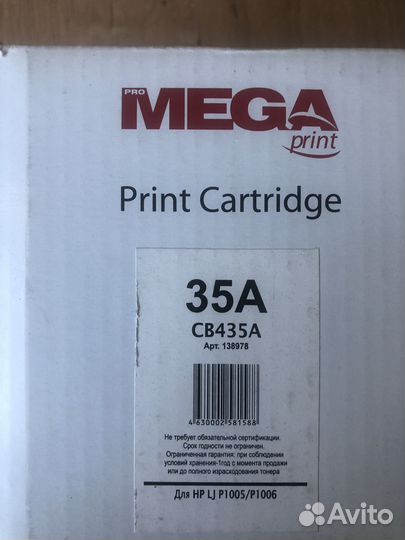 PRO
MEGA
print
Print Cartridge
35A
CB435A
Арт. 138978
4 630002 581588
Не требует обязательной сертификации.
Срок годности не ограничен.
Ограниченная гарантия: при соблюдении
условий хранения-1год с момента продажи
или до полного израсходования тонера
Для HP LJ P1005/P1006
Avito